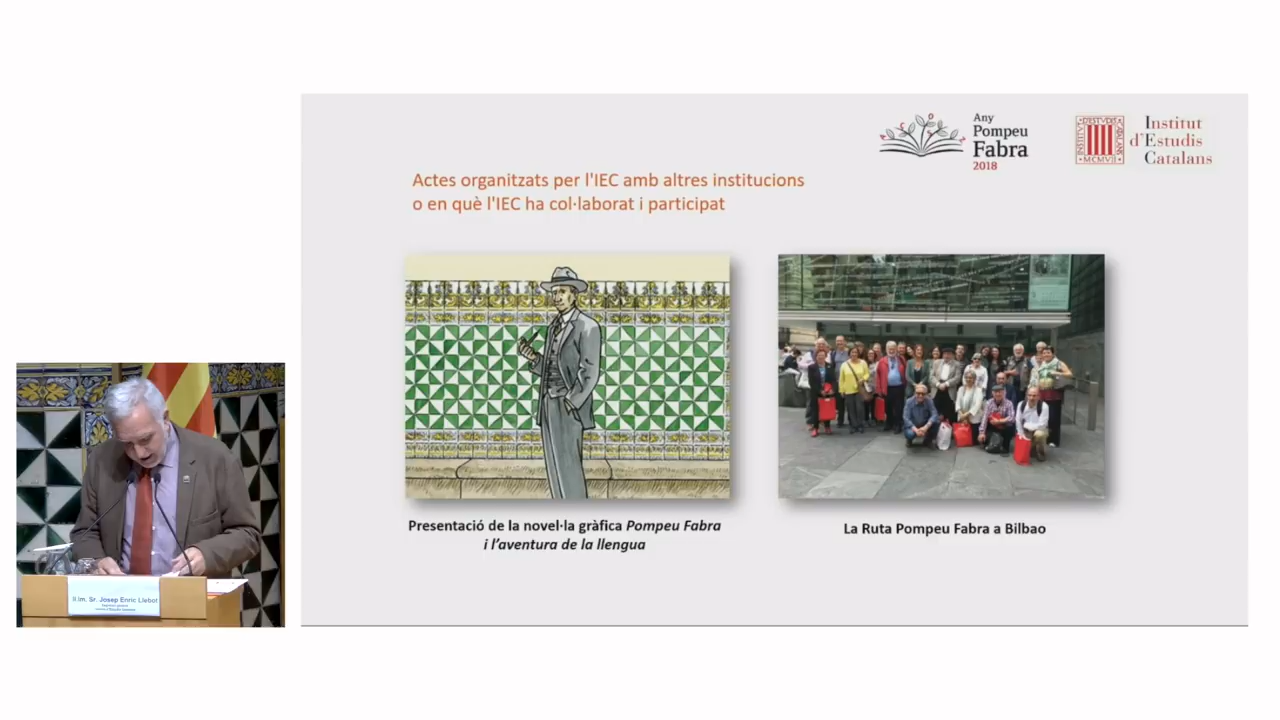 Any
Pompeu
Fabra
2018
Institut
d'Estudis
Catalans
MCMVII
Actes organitzats per l'IEC amb altres institucions
o en què l'IEC ha col·laborat i participat
Presentació de la novel·la gràfica Pompeu Fabra
i l’aventura de la llengua
La Ruta Pompeu Fabra a Bilbao
Il·lm. Sr. Josep Enric Llebot